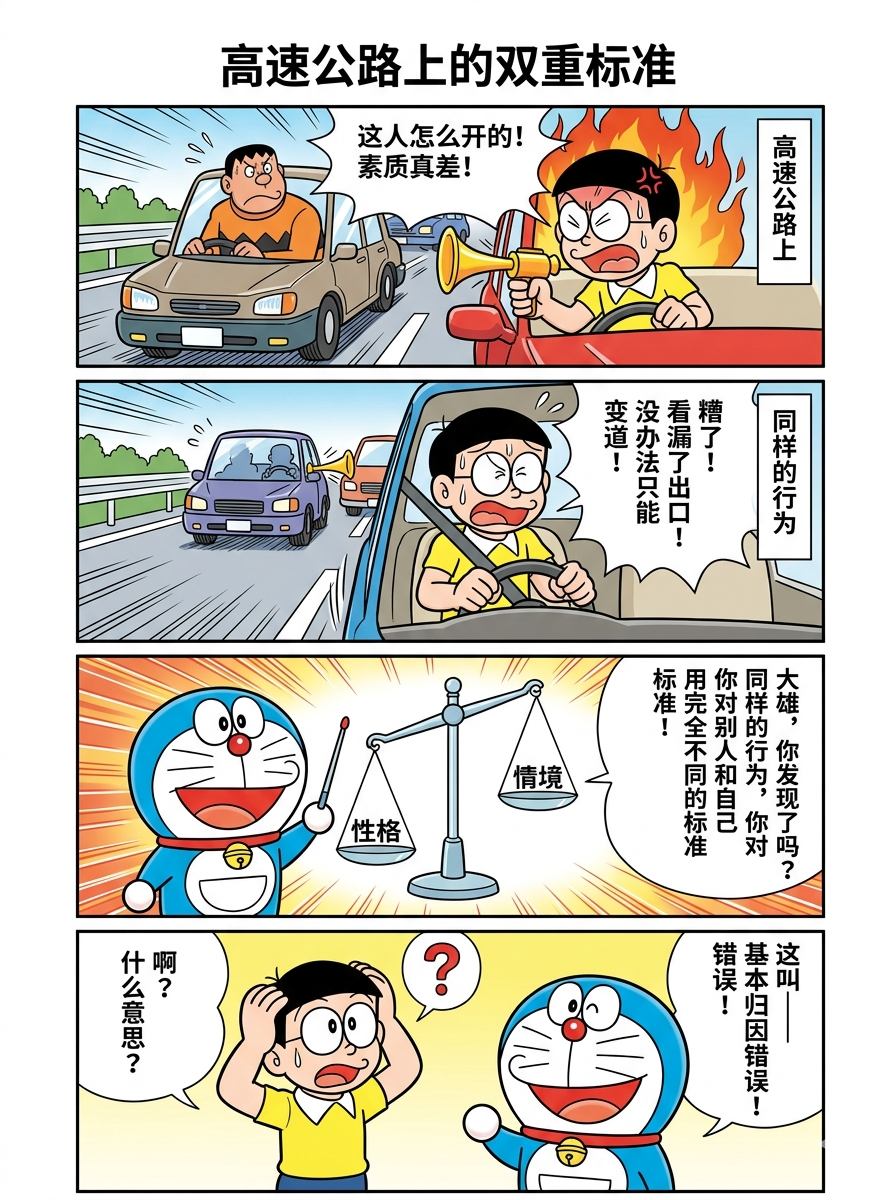 高速公路上的双重标准
这人怎么开的！
素质真差！
高速公路上
同样的行为
糟了！
看漏了出口！
没办法只能
变道！
性格
情境
大雄，你发现了吗？
同样的行为，你对
你对别人和自己
用完全不同的标准
标准！
啊？
什么意思？
?
这叫——
基本归因错误！
错误！